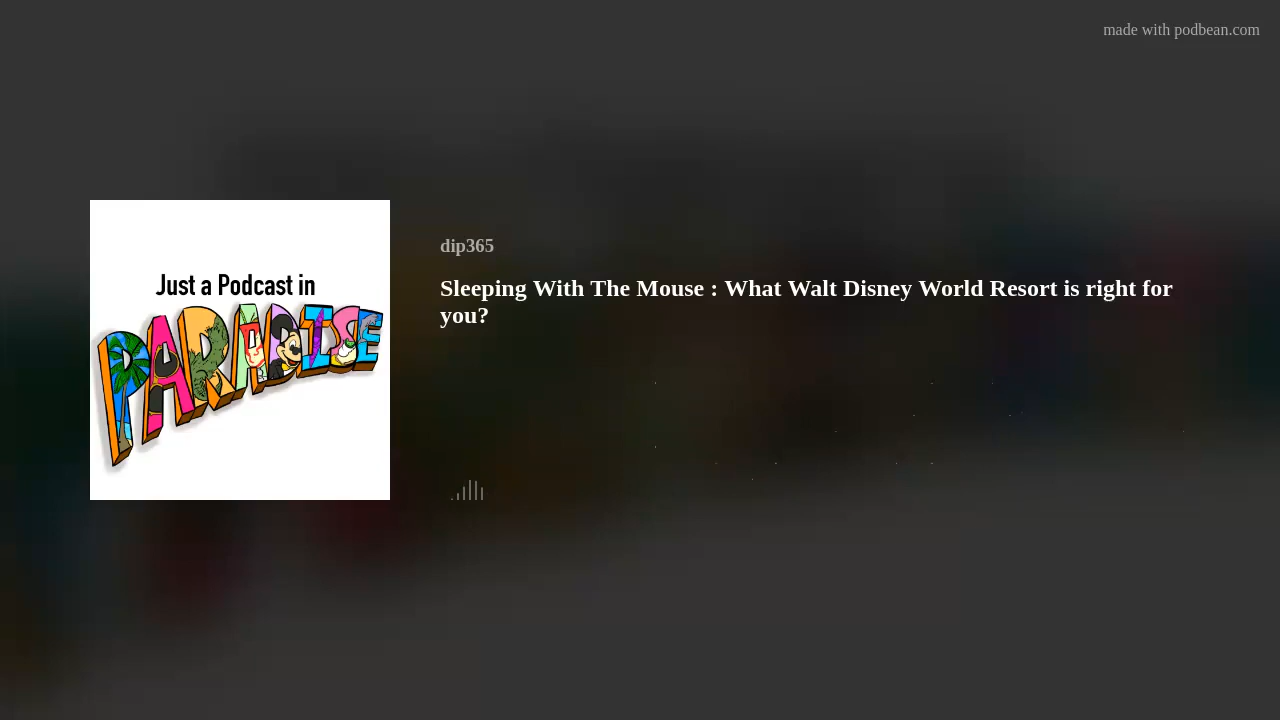 made with podbean.com
Just a Podcast in
PARADISE
dip365
Sleeping With The Mouse : What Walt Disney World Resort is right for
you?